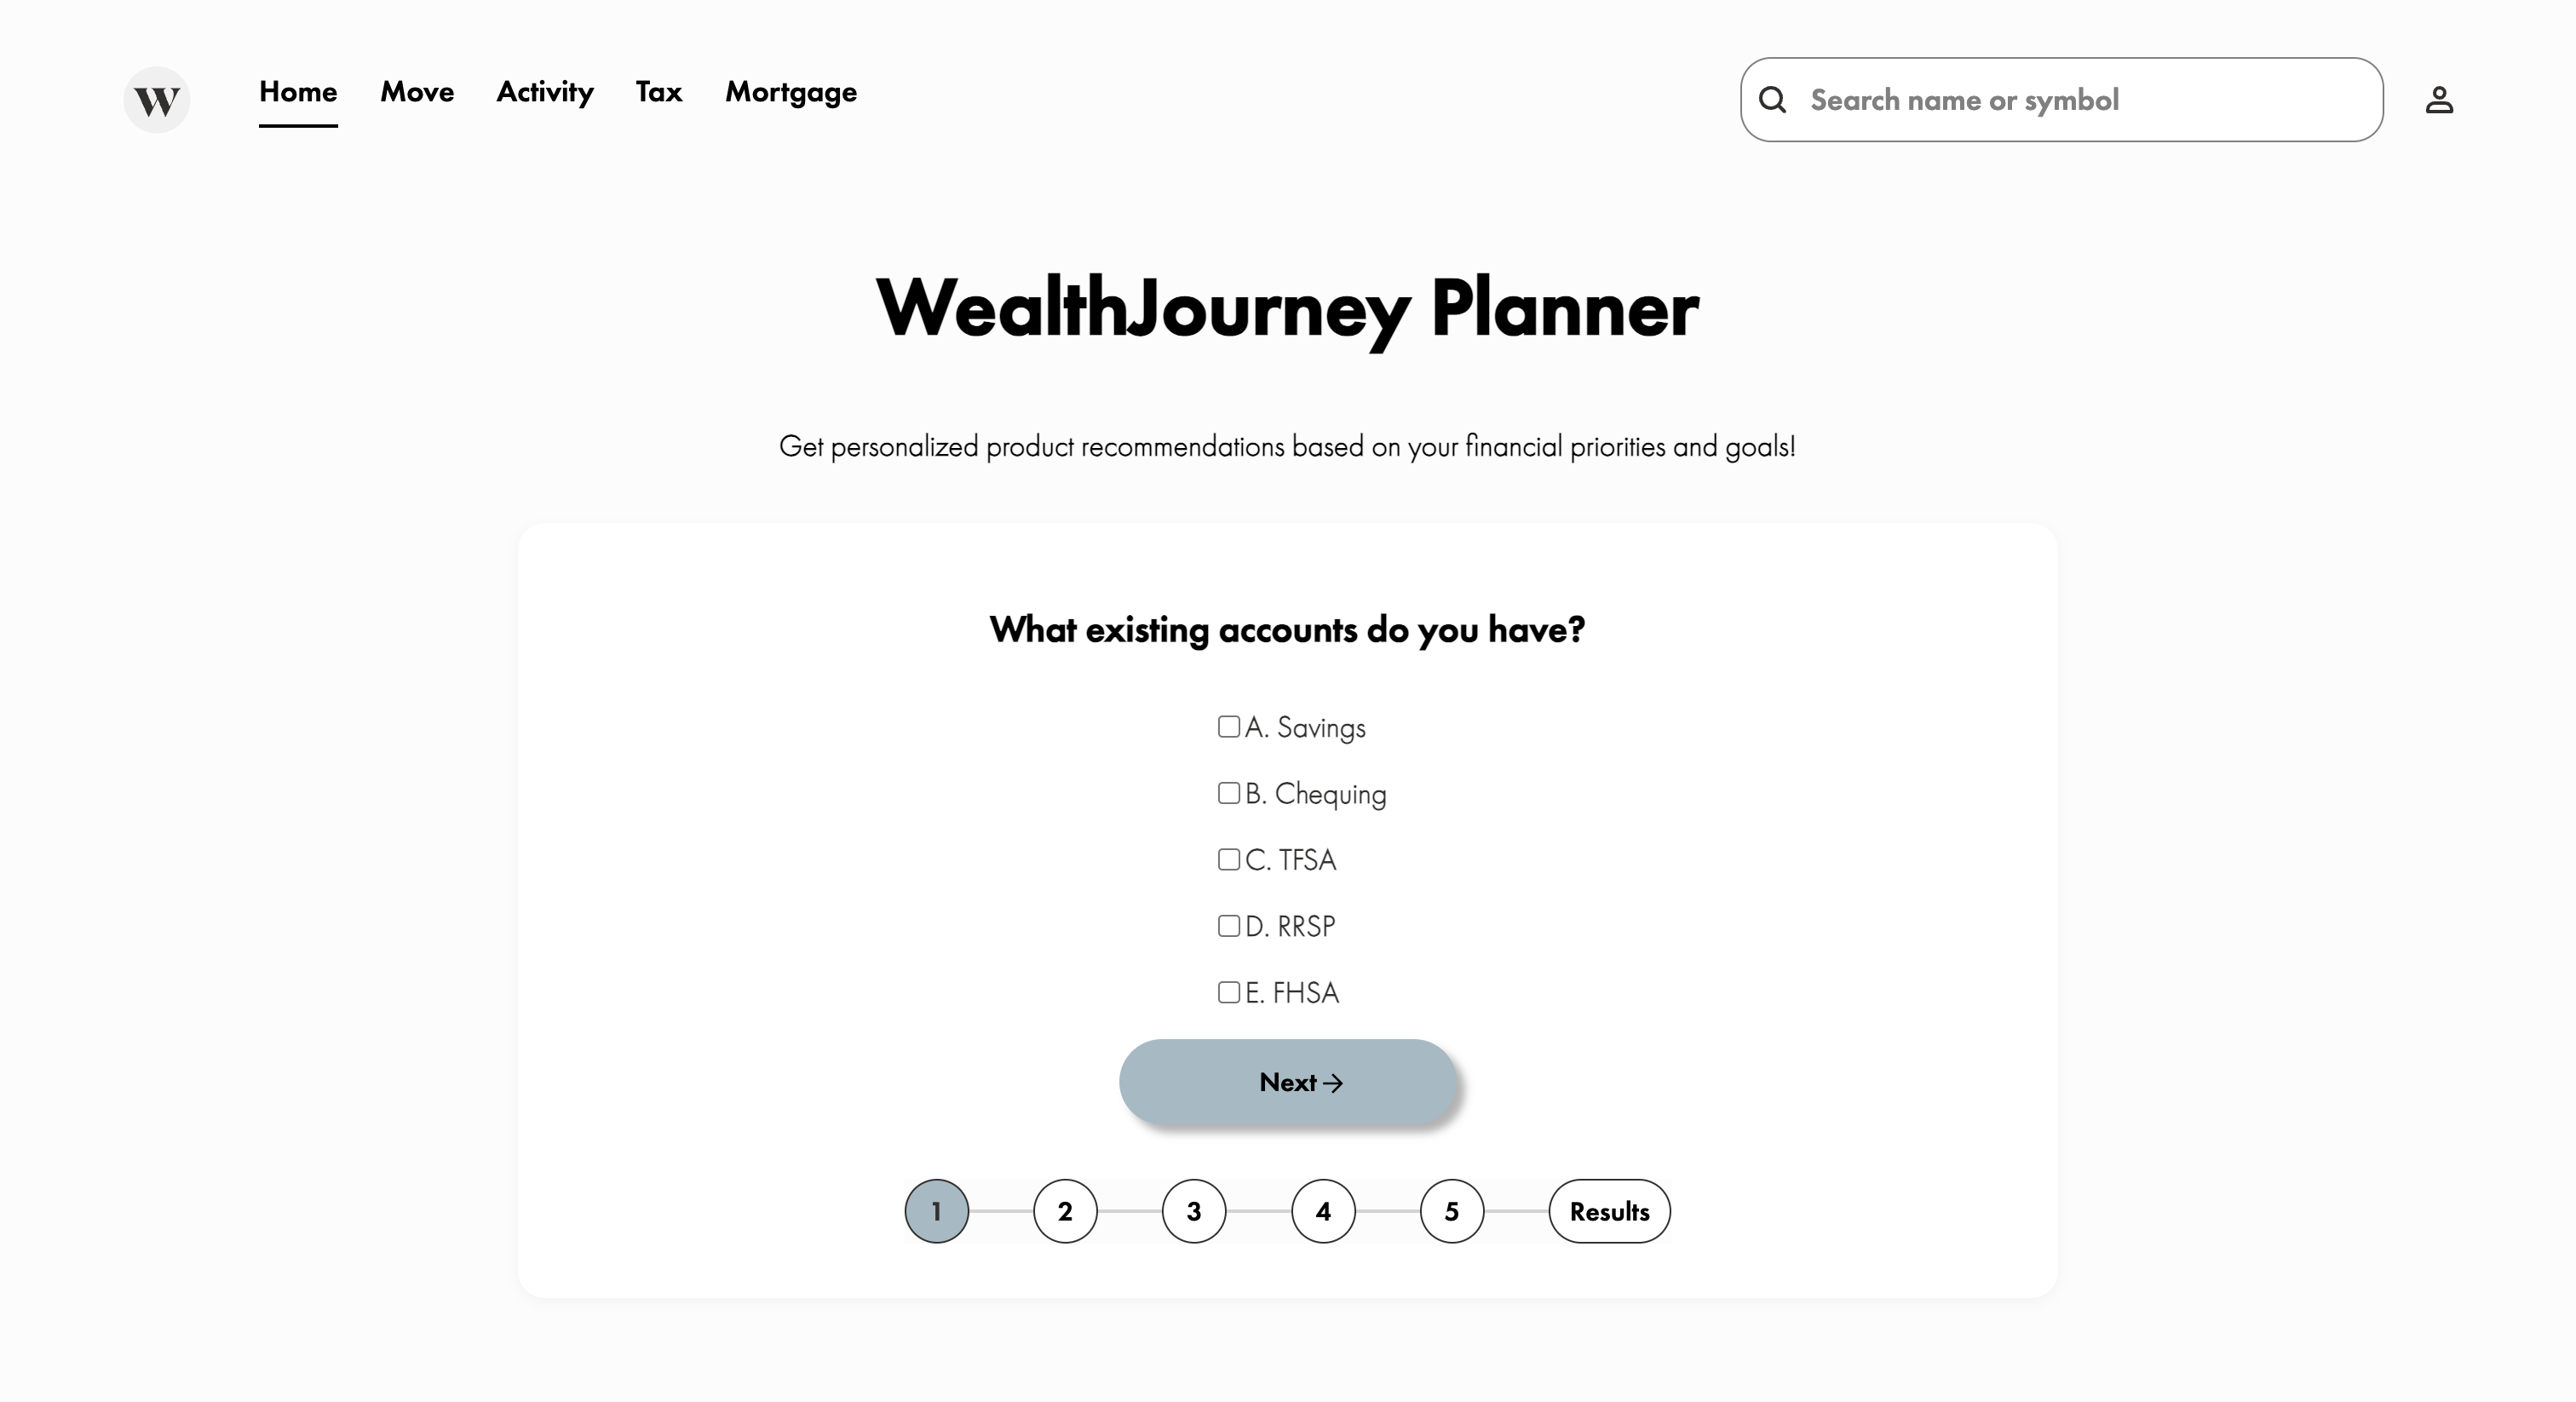 W
Home Move Activity Tax Mortgage
Search name or symbol
WealthJourney Planner
Get personalized product recommendations based on your financial priorities and goals!
What existing accounts do you have?
A. Savings
B. Chequing
C. TFSA
D. RRSP
E. FHSA
Next →
1 2 3 4 5 Results